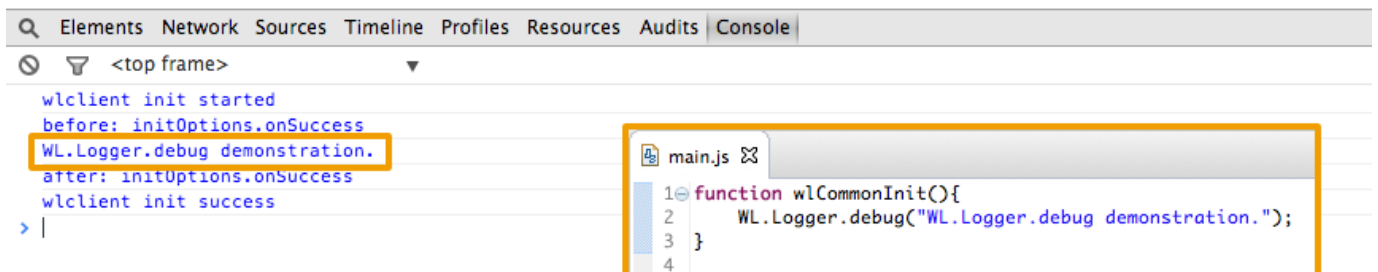 Elements Network Sources Timeline Profiles Resources Audits Console
<top frame> ▼
wlclient init started
before: initOptions.onSuccess
WL.Logger.debug demonstration.
after: initOptions.onSuccess
wlclient init success
>
main.js
1 function wlCommonInit(){
2 WL.Logger.debug("WL.Logger.debug demonstration.");
3 }
4